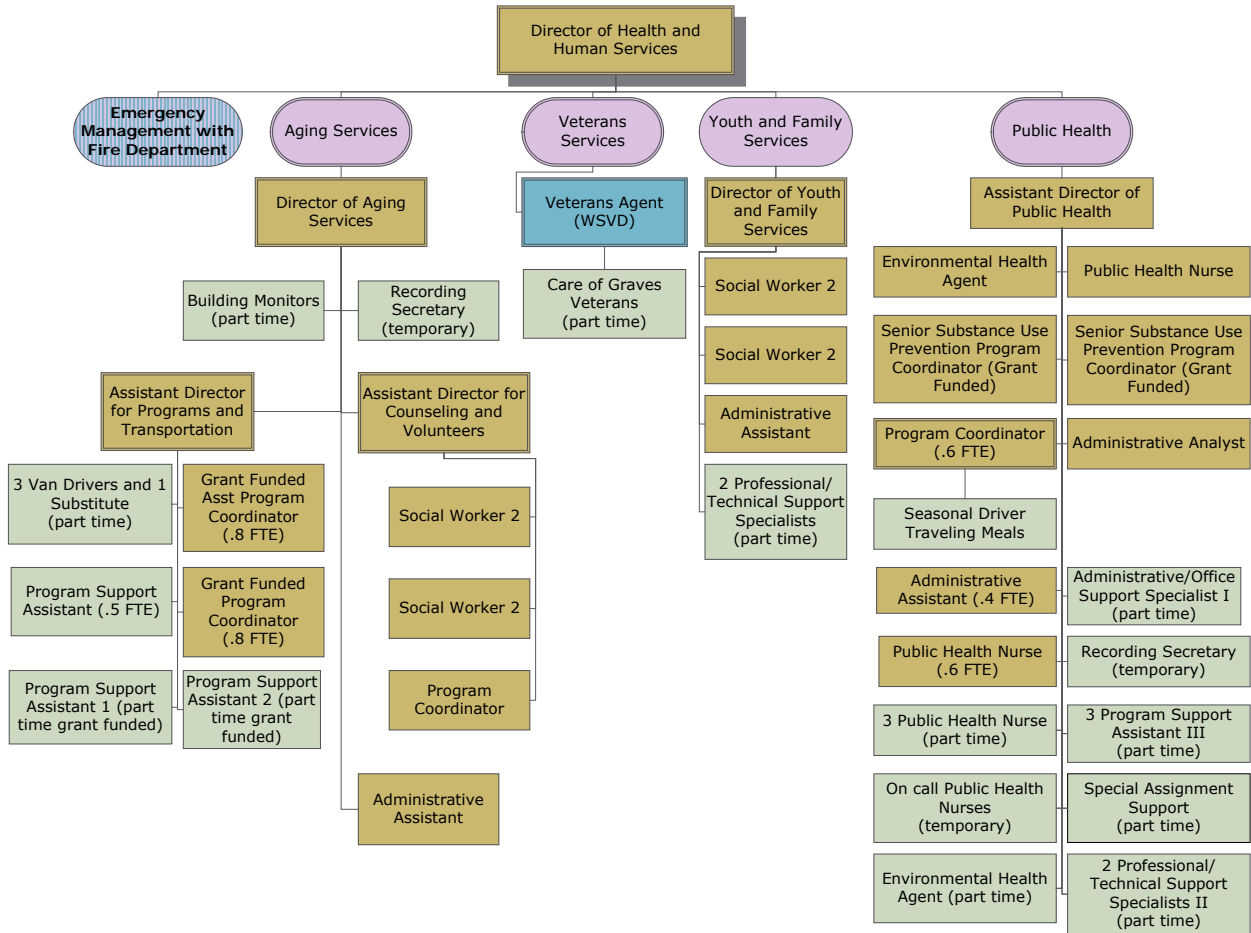 Director of Health and
Human Services
Emergency
Management with
Fire Department
Aging Services
Veterans
Services
Youth and Family
Services
Public Health
Director of Aging
Services
Veterans Agent
(WSVD)
Director of Youth
and Family
Services
Assistant Director of
Public Health
Building Monitors
(part time)
Recording
Secretary
(temporary)
Care of Graves
Veterans
(part time)
Social Worker 2
Social Worker 2
Administrative
Assistant
2 Professional/
Technical Support
Specialists
(part time)
Environmental Health
Agent
Public Health Nurse
Senior Substance Use
Prevention Program
Coordinator (Grant
Funded)
Senior Substance Use
Prevention Program
Coordinator (Grant
Funded)
Program Coordinator
(.6 FTE)
Administrative Analyst
Seasonal Driver
Traveling Meals
Administrative
Assistant (.4 FTE)
Administrative/Office
Support Specialist I
(part time)
Public Health Nurse
(.6 FTE)
Recording Secretary
(temporary)
3 Public Health Nurse
(part time)
3 Program Support
Assistant III
(part time)
On call Public Health
Nurses
(temporary)
Special Assignment
Support
(part time)
Environmental Health
Agent (part time)
2 Professional/
Technical Support
Specialists II
(part time)
Assistant Director
for Programs and
Transportation
Assistant Director for
Counseling and
Volunteers
3 Van Drivers and 1
Substitute
(part time)
Grant Funded
Asst Program
Coordinator
(.8 FTE)
Program Support
Assistant (.5 FTE)
Grant Funded
Program
Coordinator
(.8 FTE)
Program Support
Assistant 1 (part
time grant funded)
Program Support
Assistant 2 (part
time grant
funded)
Social Worker 2
Social Worker 2
Program
Coordinator
Administrative
Assistant